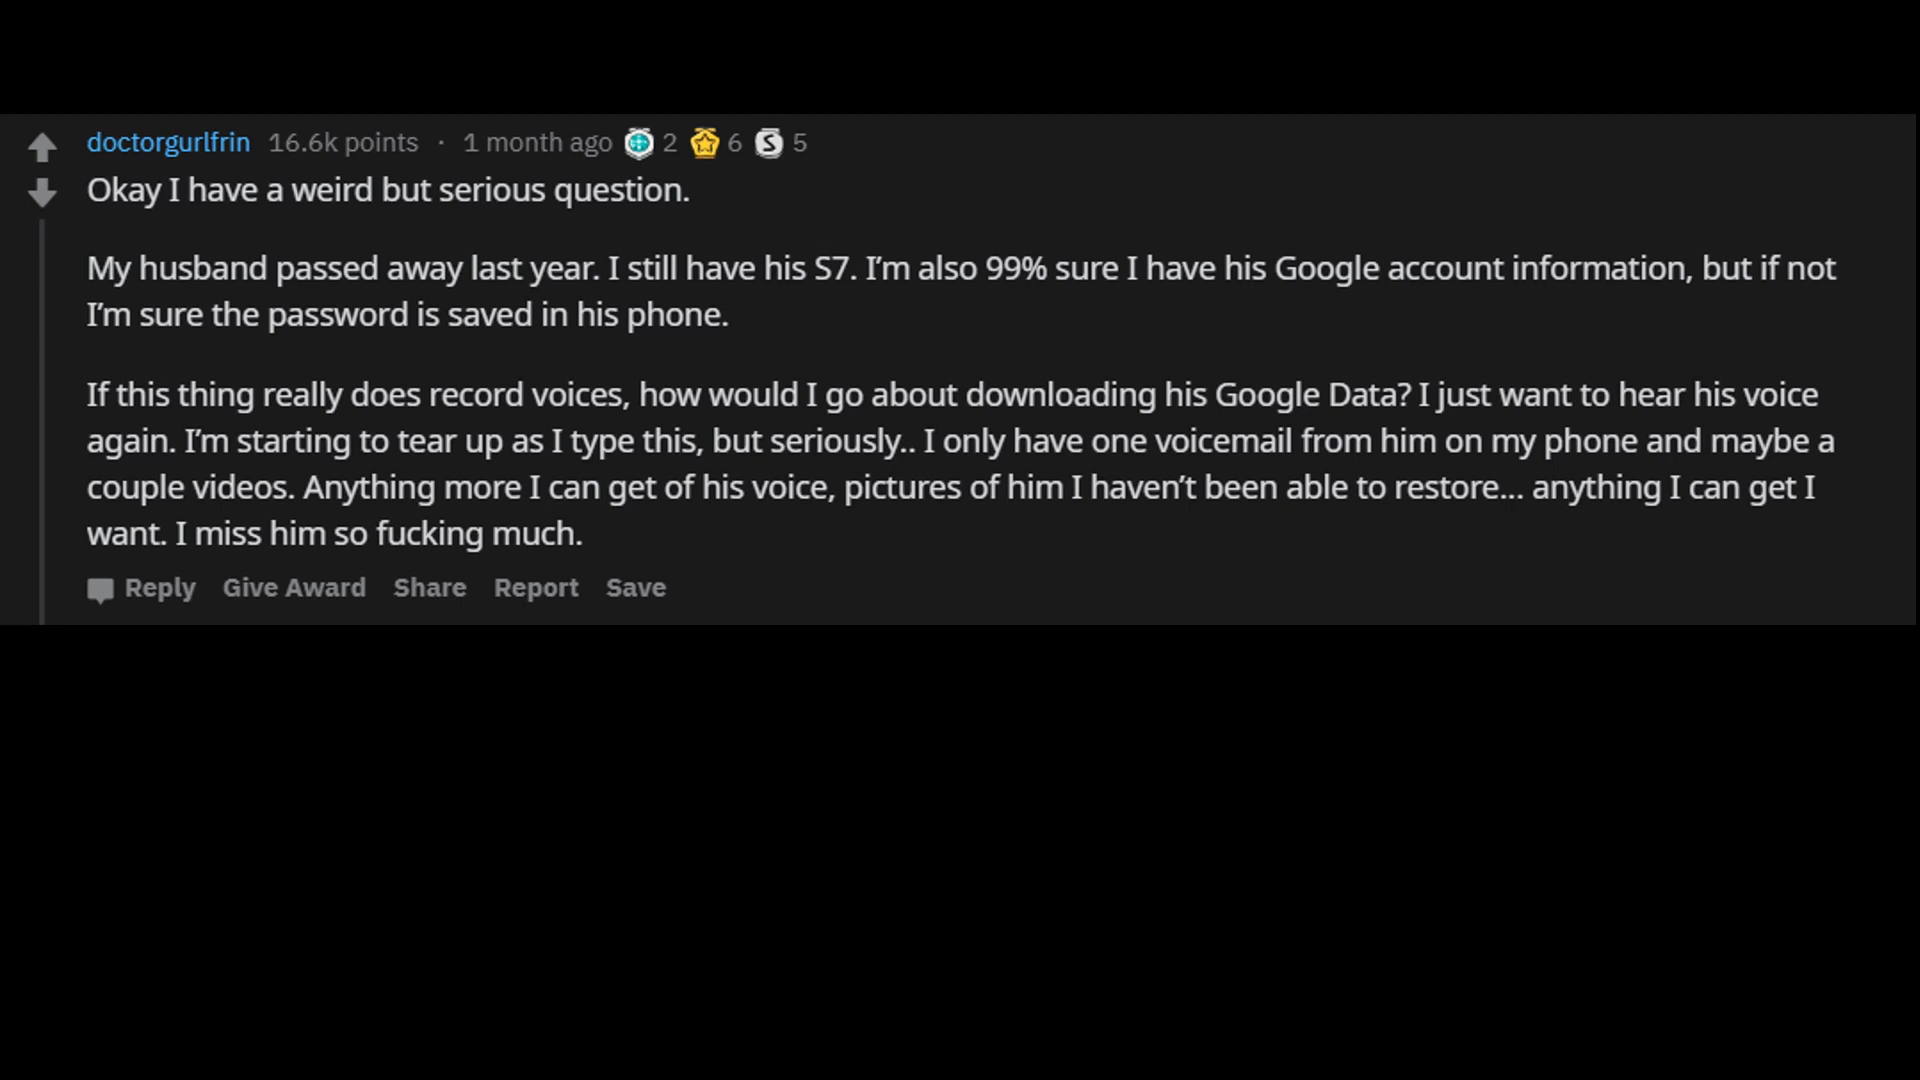 doctorgurlfrin 16.6k points · 1 month ago 2 6 S 5
Okay I have a weird but serious question.
My husband passed away last year. I still have his S7. I’m also 99% sure I have his Google account information, but if not
I’m sure the password is saved in his phone.
If this thing really does record voices, how would I go about downloading his Google Data? I just want to hear his voice
again. I’m starting to tear up as I type this, but seriously.. I only have one voicemail from him on my phone and maybe a
couple videos. Anything more I can get of his voice, pictures of him I haven’t been able to restore... anything I can get I
want. I miss him so fucking much.
Reply Give Award Share Report Save